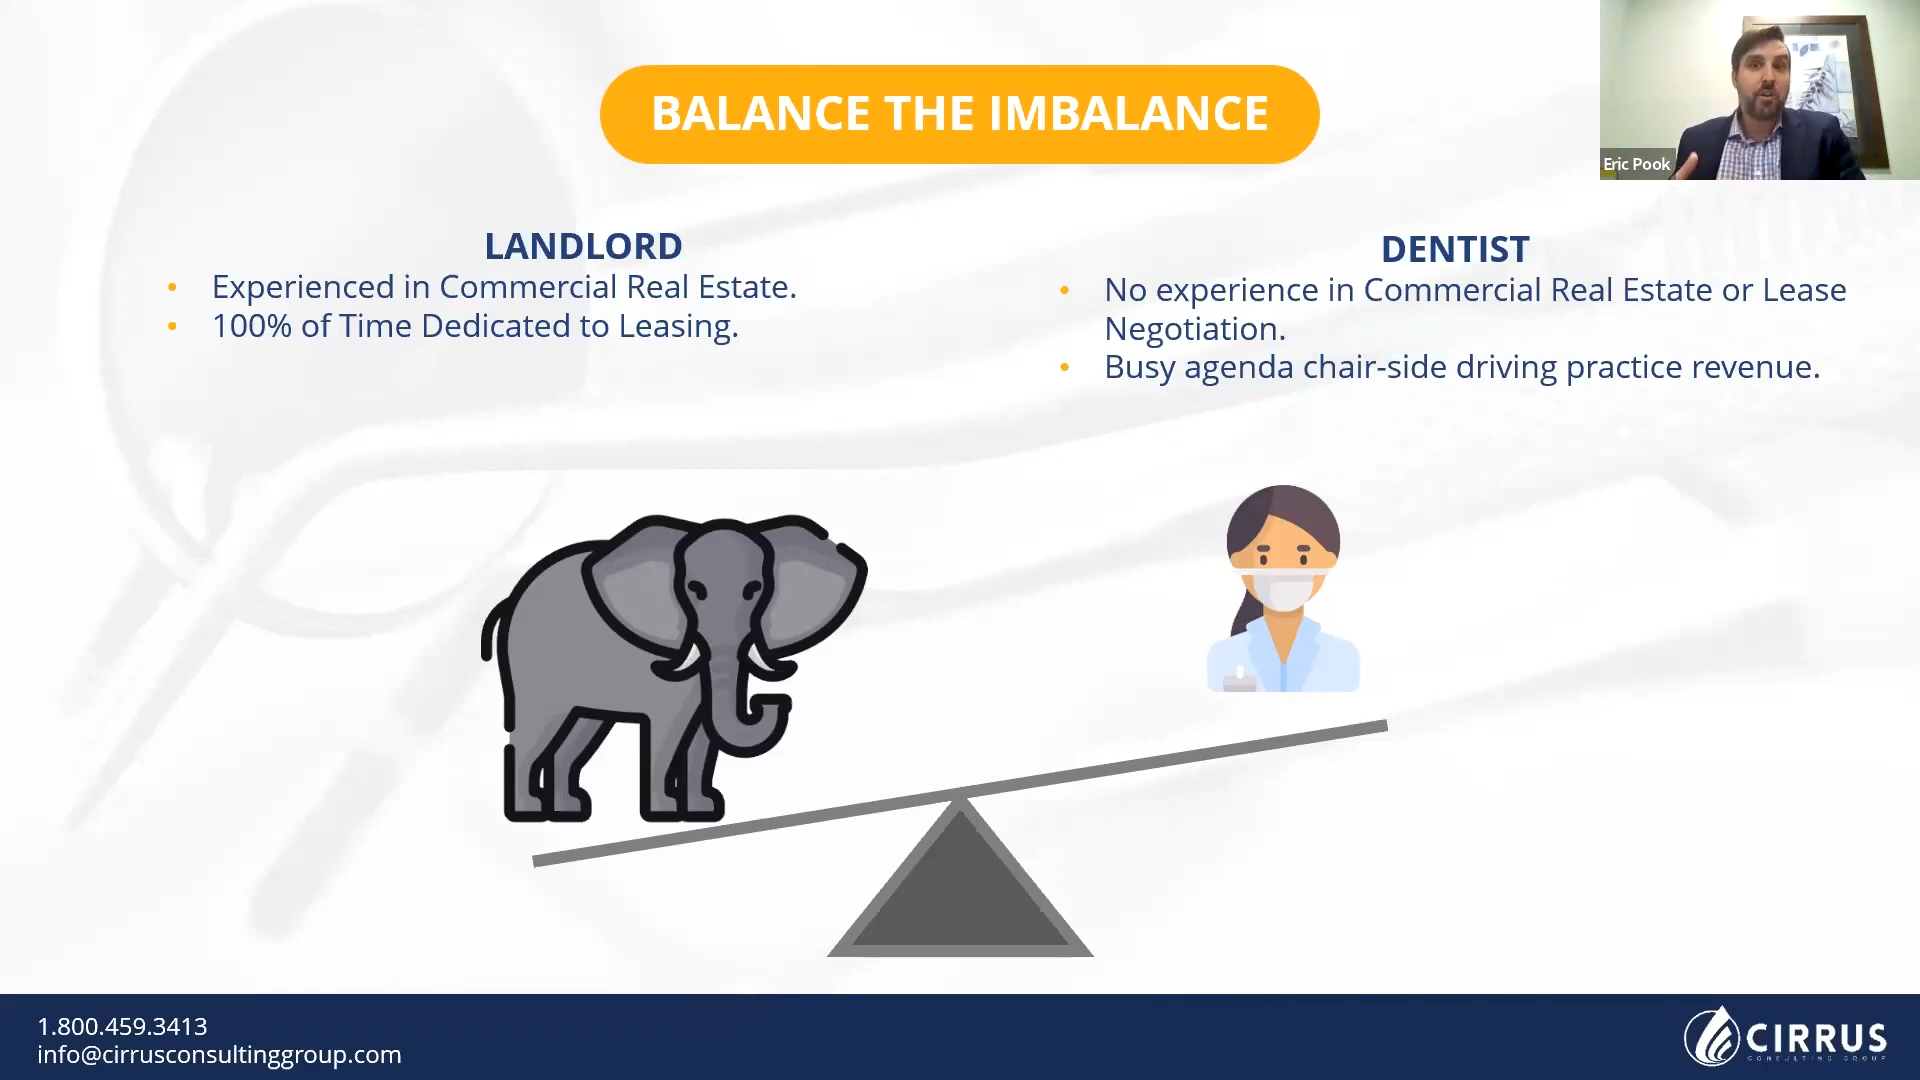 BALANCE THE IMBALANCE
Eric Pook
LANDLORD
• Experienced in Commercial Real Estate.
• 100% of Time Dedicated to Leasing.
DENTIST
• No experience in Commercial Real Estate or Lease
Negotiation.
• Busy agenda chair-side driving practice revenue.
1.800.459.3413
info@cirrusconsultinggroup.com
CIRRUS
CONSULTING GROUP